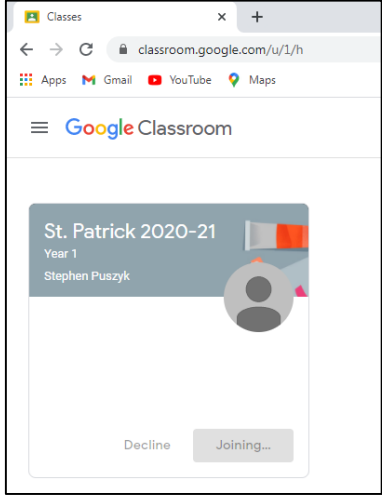 Classes
classroom.google.com/u/1/h
Apps Gmail YouTube Maps
Google Classroom
St. Patrick 2020-21
Year 1
Stephen Puszyk
Decline Joining...